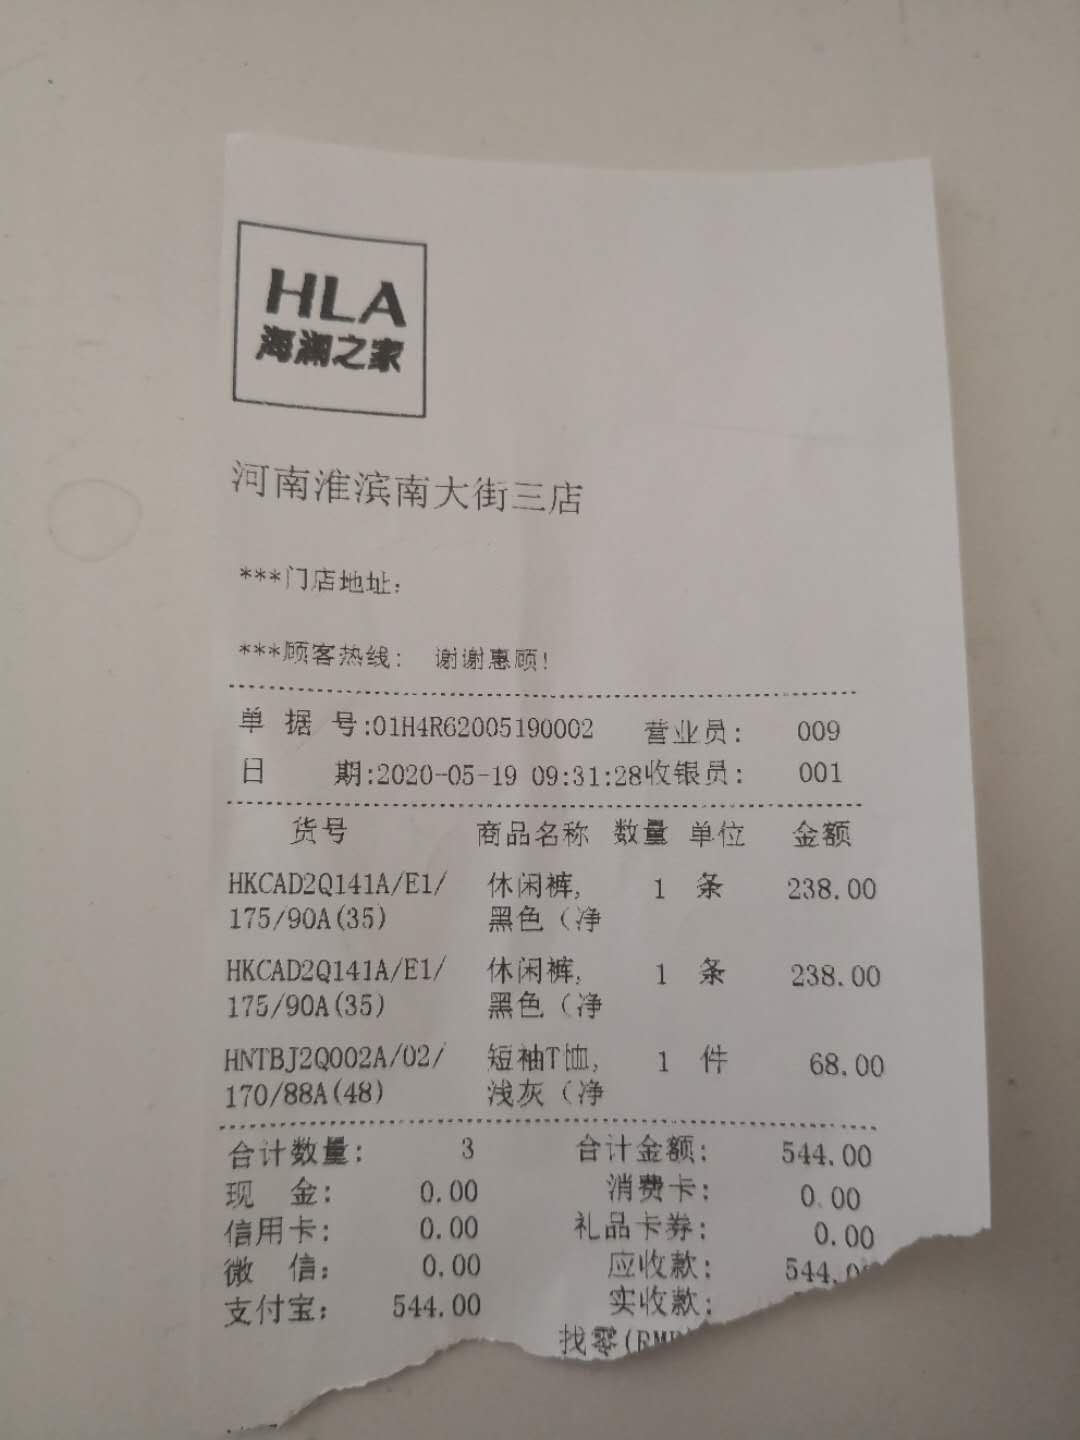 HLA
海澜之家
河南淮滨南大街三店
***门店地址:
***顾客热线: 谢谢惠顾!
单 据 号:01H4R62005190002 营业员: 009
日 期:2020-05-19 09:31:28收银员: 001
货号 商品名称 数量 单位 金额
HKCAD2Q141A/E1/ 休闲裤, 1 条 238.00
175/90A(35) 黑色（净
HKCAD2Q141A/E1/ 休闲裤, 1 条 238.00
175/90A(35) 黑色（净
HNTBJ2Q002A/02/ 短袖T恤, 1 件 68.00
170/88A(48) 浅灰（净
合计数量: 3 合计金额: 544.00
现 金: 0.00 消费卡: 0.00
信用卡: 0.00 礼品卡券: 0.00
微 信: 0.00 应收款: 544.0
支付宝: 544.00 实收款:
找零(RM